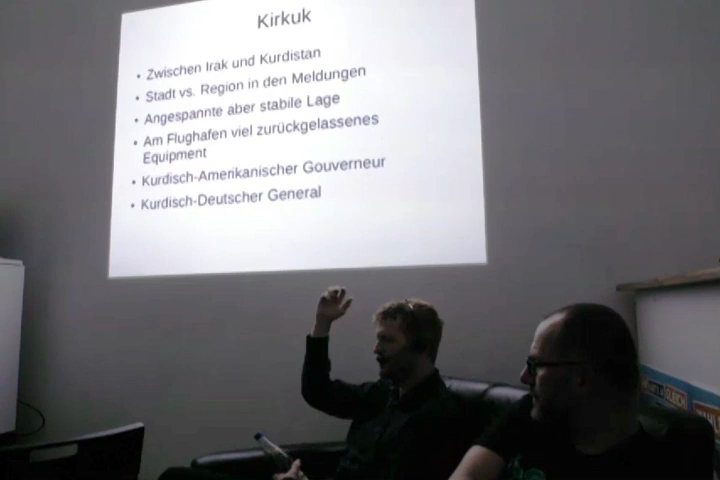 Kirkuk
• Zwischen Irak und Kurdistan
• Stadt vs. Region in den Meldungen
• Angespannte aber stabile Lage
• Am Flughafen viel zurückgelassenes
Equipment
• Kurdisch-Amerikanischer Gouverneur
• Kurdisch-Deutscher General